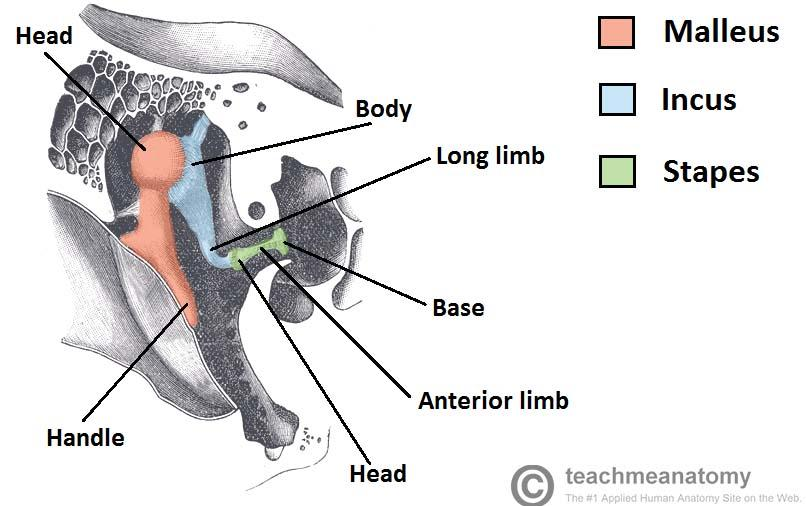 Head
Malleus
Body
Incus
Long limb
Stapes
Base
Anterior limb
Handle
Head
© teachmeanatomy
The #1 Applied Human Anatomy Site on the Web.